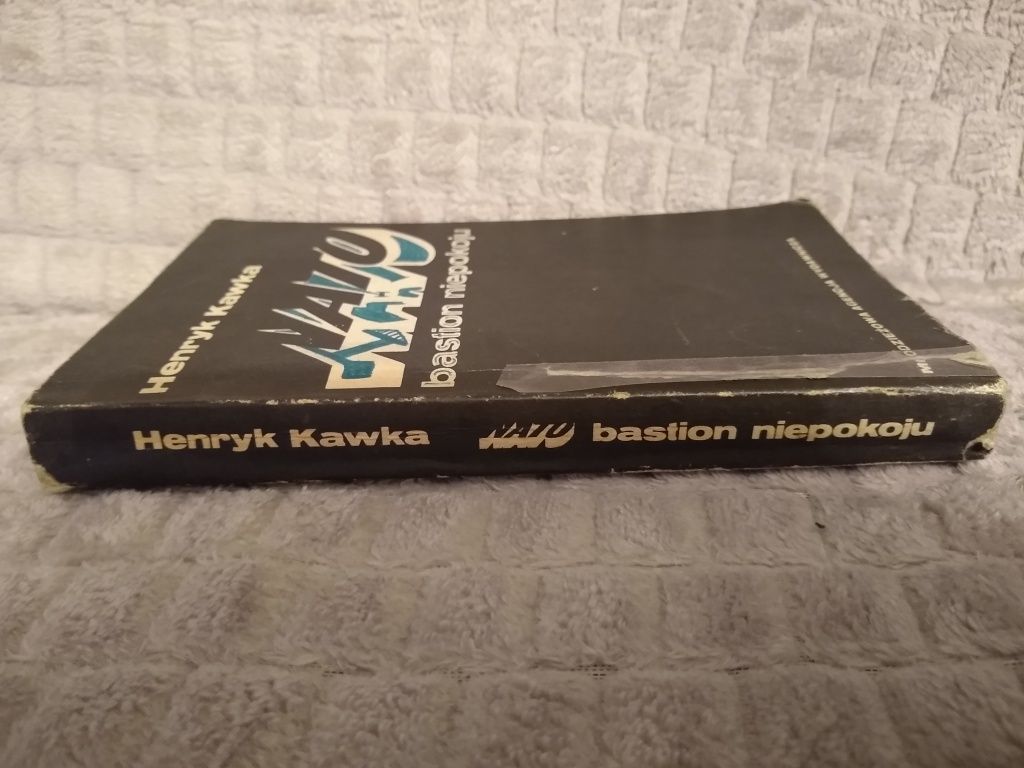 Henryk Kawka
NATO
bastion niepokoju
Henryk Kawka NATO bastion niepokoju